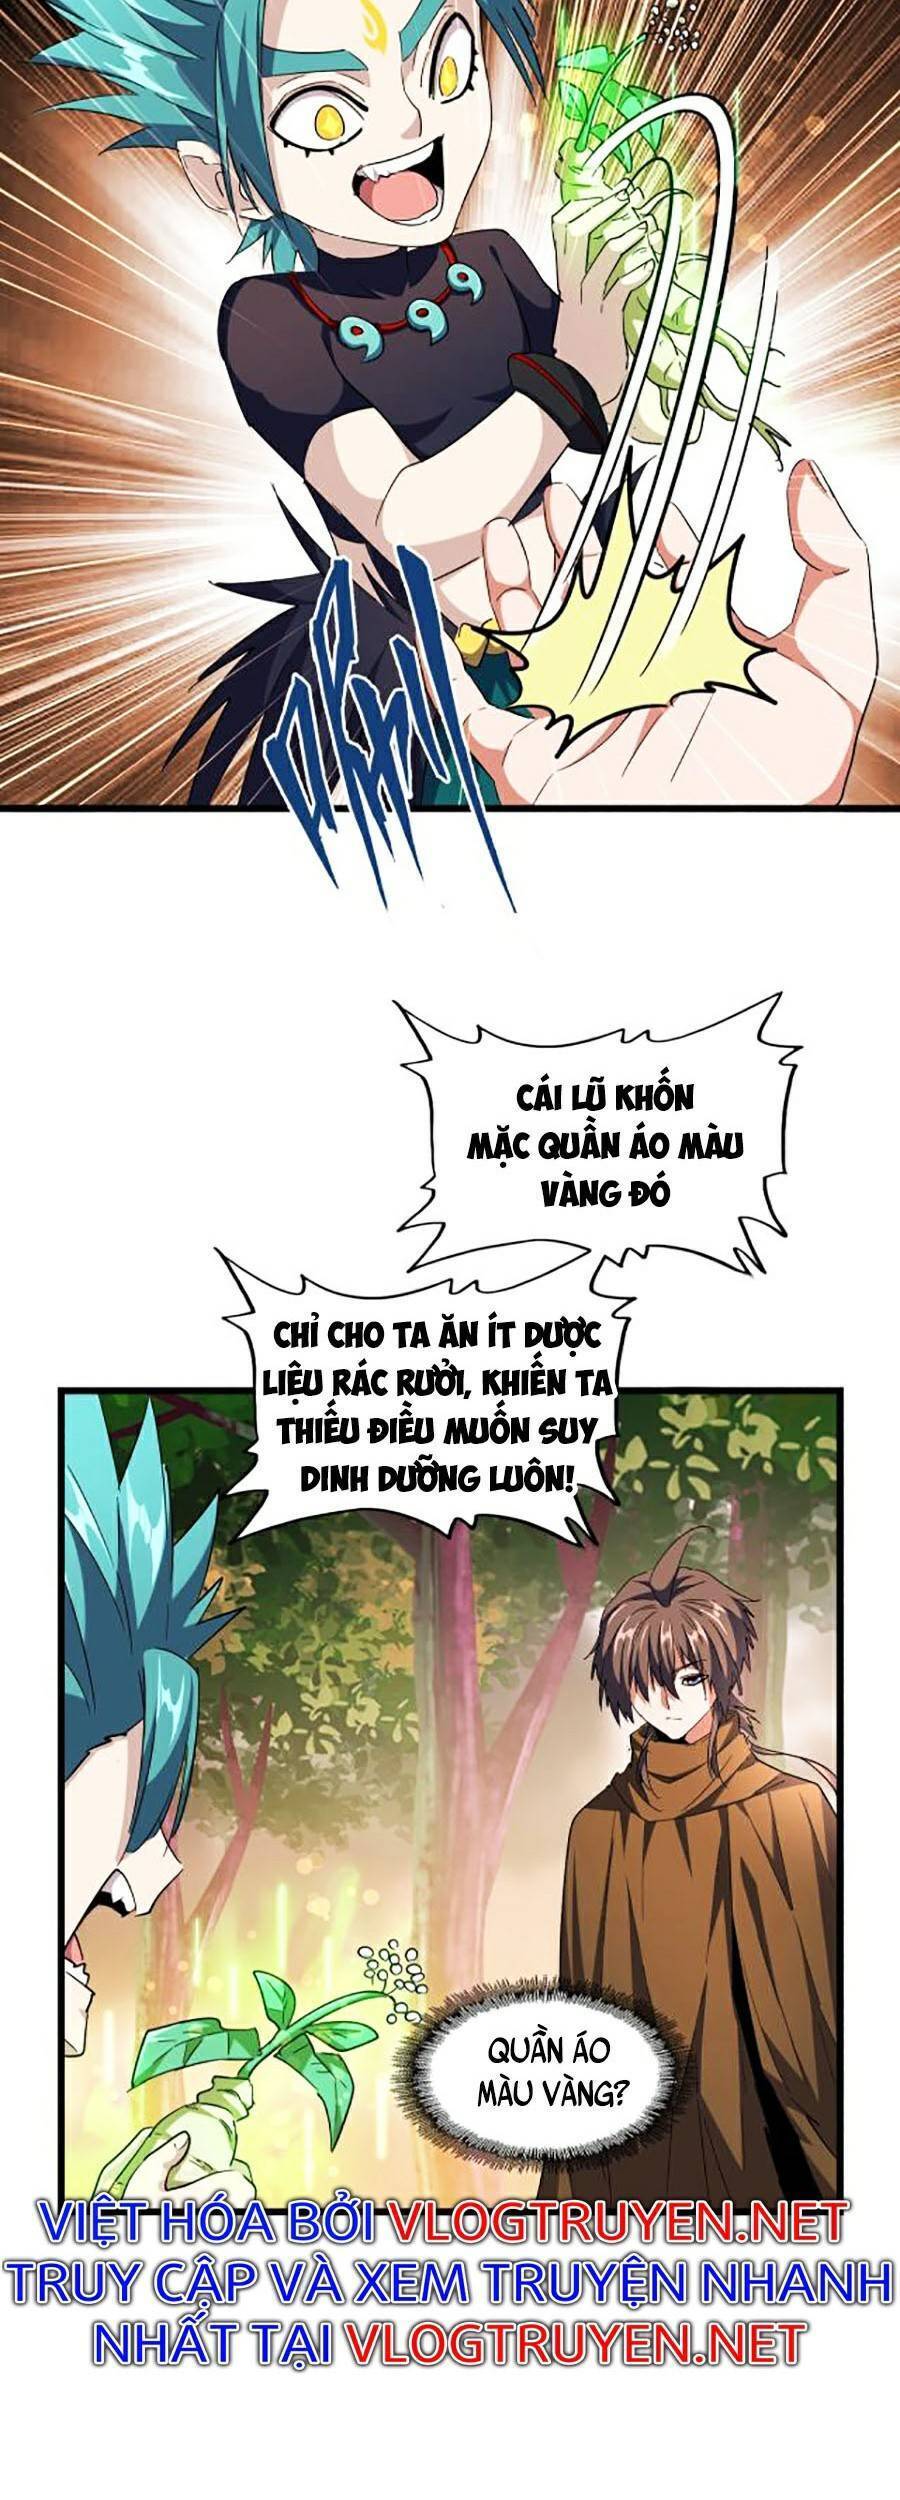 CÁI LŨ KHỐN
MẶC QUẦN ÁO MÀU
VÀNG ĐÓ
CHỈ CHO TA ĂN ÍT DƯỢC
LIỆU RÁC RƯỞI, KHIẾN TA
THIẾU ĐIỀU MUỐN SUY
DINH DƯỠNG LUÔN!
QUẦN ÁO
MÀU VÀNG?
VIỆT HÓA BỞI VLOGTRUYEN.NET
TRUY CẬP VÀ XEM TRUYỆN NHANH
NHẤT TẠI VLOGTRUYEN.NET